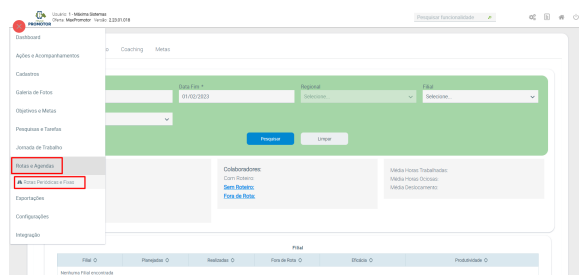 Usuário: 1 - Máxima Sistemas
Cliente: MaxPromotor Versão: 2.23.01.018
PROMOTOR
Pesquisar funcionalidade
Dashboard
Ações e Acompanhamentos
Coaching Metas
Cadastros
Galeria de Fotos
Data Fim * Regional Filial
01/02/2023 Selecione... Selecione...
Objetivos e Metas
Pesquisas e Tarefas
Pesquisar Limpar
Jornada de Trabalho
Rotas e Agendas
Colaboradores: Média Horas Trabalhadas:
Com Roteiro: Média Horas Ociosas:
Rotas Periódicas e Fixas
Sem Roteiro: Média Deslocamento:
Fora de Rota:
Exportações
Configurações
Integração
Filial
Filial Planejadas Realizadas Fora de Rota Efetivia Produtividade
Nenhuma Filial encontrada